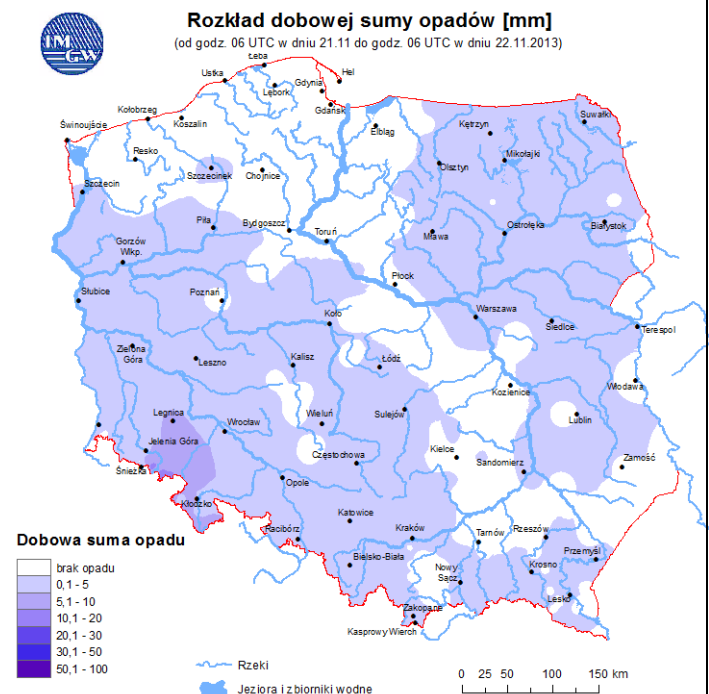 IM
GW
Rozkład dobowej sumy opadów [mm]
(od godz. 06 UTC w dniu 21.11 do godz. 06 UTC w dniu 22.11.2013)
Łeba
Ustka
Hel
Gdynia
Lębork
Gdańsk
Kołobrzeg
Koszalin
Elbląg
Kętrzyn
Suwałki
Świnoujście
Resko
Szczecinek
Chojnice
Olsztyn
Mikołajki
Szczecin
Piła
Bydgoszcz
Toruń
Mława
Ostrołęka
Białystok
Gorzów
Wlkp.
Płock
Słubice
Poznań
Koło
Warszawa
Siedlce
Terespol
Zielona
Góra
Leszno
Kalisz
Łódź
Kozienice
Włodawa
Legnica
Wrocław
Wieluń
Sulejów
Lublin
Jelenia Góra
Śnieżka
Częstochowa
Kielce
Sandomierz
Zamość
Kłodzko
Opole
Racibórz
Katowice
Kraków
Tarnów
Rzeszów
Przemyśl
Bielsko-Biała
Nowy
Sącz
Krosno
Lesko
Zakopane
Kasprowy Wierch
Dobowa suma opadu
brak opadu
0,1 - 5
5,1 - 10
10,1 - 20
20,1 - 30
30,1 - 50
50,1 - 100
Rzeki
Jeziora i zbiorniki wodne
0 25 50 100 150 km